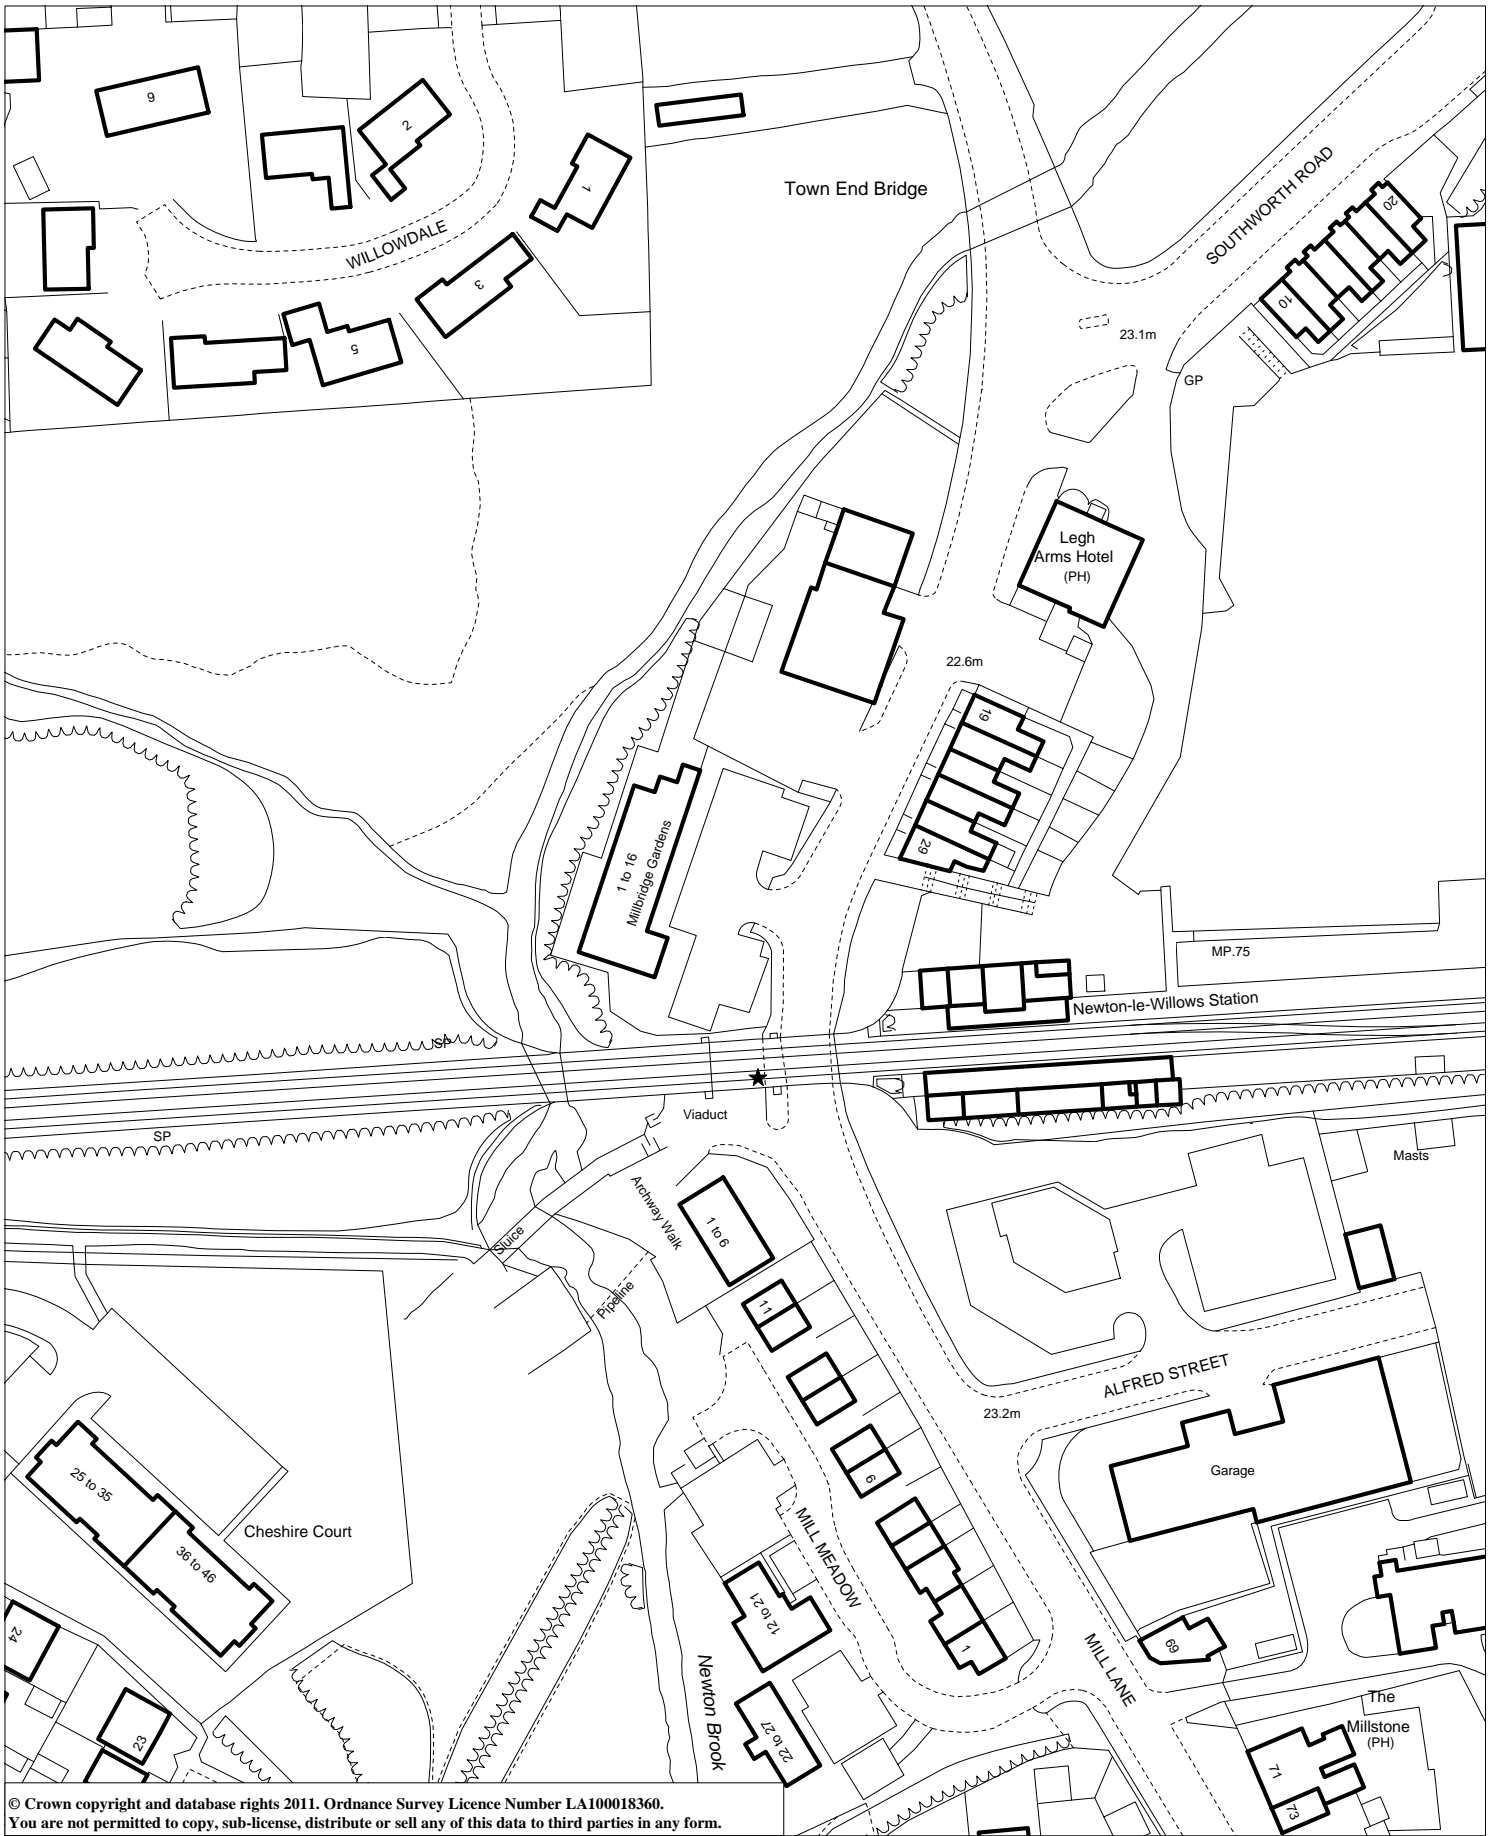 9
2
1
Town End Bridge
SOUTHWORTH ROAD
20
WILLOWDALE
3
10
5
23.1m
GP
Legh
Arms Hotel
(PH)
22.6m
19
29
1 to 16
Millbridge Gardens
MP.75
Newton-le-Willows Station
SP
Viaduct
SP
Masts
Archway Walk
1 to 6
Sluice
Pipeline
11
ALFRED STREET
23.2m
6
Garage
25 to 35
Cheshire Court
36 to 46
MILL MEADOW
12 to 21
24
1
69
MILL LANE
Newton Brook
23
22 to 27
The
Millstone
(PH)
71
73
© Crown copyright and database rights 2011. Ordnance Survey Licence Number LA100018360.
You are not permitted to copy, sub-license, distribute or sell any of this data to third parties in any form.